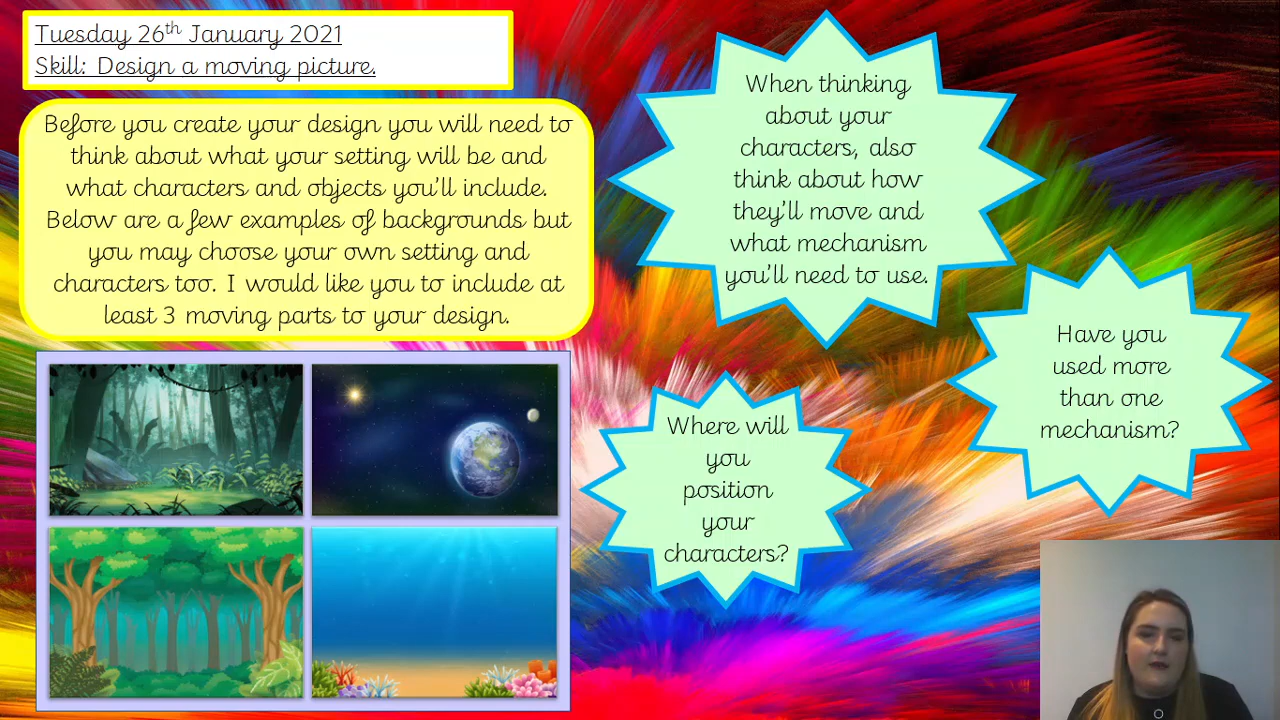 Tuesday 26th January 2021
Skill: Design a moving picture.
Before you create your design you will need to
think about what your setting will be and
what characters and objects you'll include.
Below are a few examples of backgrounds but
you may choose your own setting and
characters too. I would like you to include at
least 3 moving parts to your design.
When thinking
about your
characters, also
think about how
they'll move and
what mechanism
you'll need to use.
Have you
used more
than one
mechanism?
Where will
you
position
your
characters?